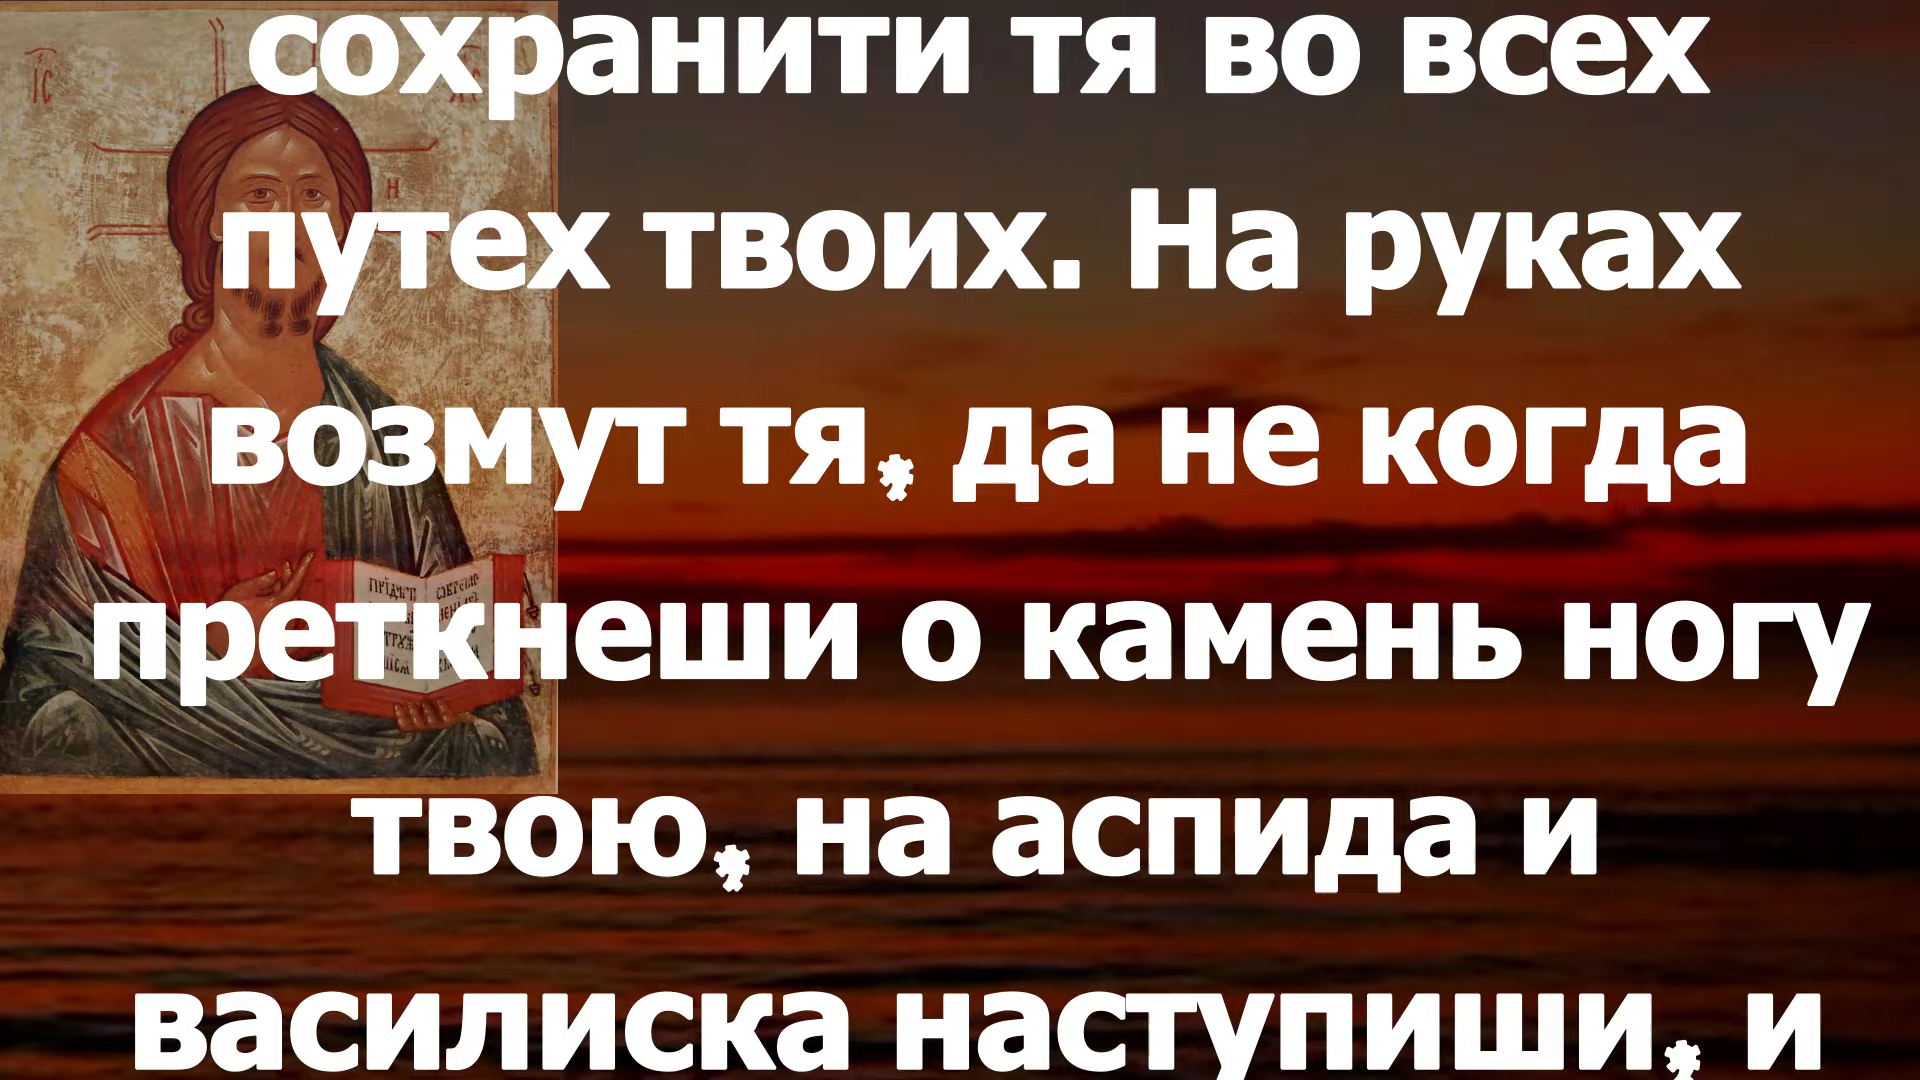 сохранити тя во всех
путех твоих. На руках
возмут тя, да не когда
преткнеши о камень ногу
твою, на аспида и
василиска наступиши, и